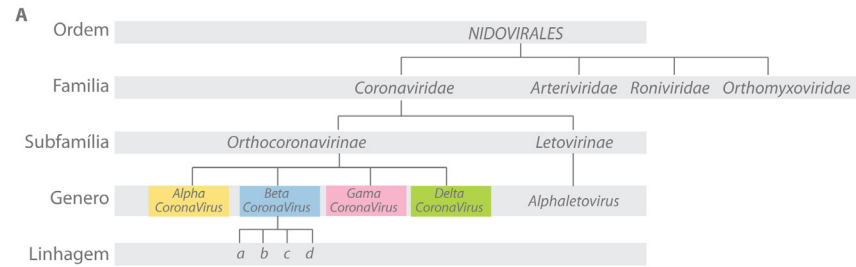 A
Ordem
NIDOVIRALES
Familia
Coronaviridae Arteriviridae Roniviridae Orthomyxoviridae
Subfamília
Orthocoronavirinae Letovirinae
Genero
Alpha CoronaVirus
Beta CoronaVirus
Gama CoronaVirus
Delta CoronaVirus
Alphaletovirus
Linhagem
a b c d